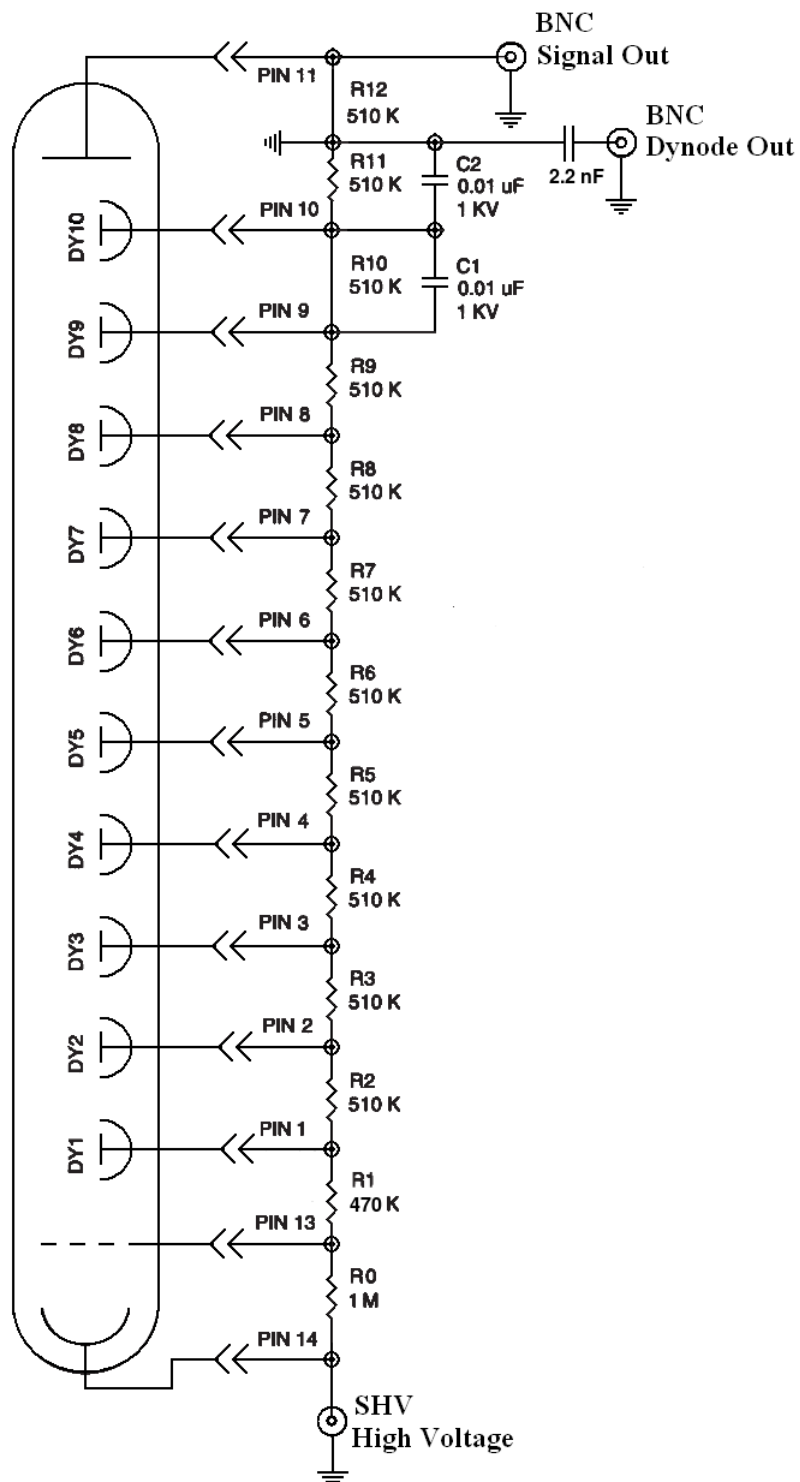 BNC
Signal Out
PIN 11
R12
510 K
BNC
Dynode Out
R11
510 K
C2
0.01 uF
1 KV
2.2 nF
DY10
PIN 10
R10
510 K
C1
0.01 uF
1 KV
DY9
PIN 9
R9
510 K
DY8
PIN 8
R8
510 K
DY7
PIN 7
R7
510 K
DY6
PIN 6
R6
510 K
DY5
PIN 5
R5
510 K
DY4
PIN 4
R4
510 K
DY3
PIN 3
R3
510 K
DY2
PIN 2
R2
510 K
DY1
PIN 1
R1
470 K
PIN 13
R0
1 M
PIN 14
SHV
High Voltage